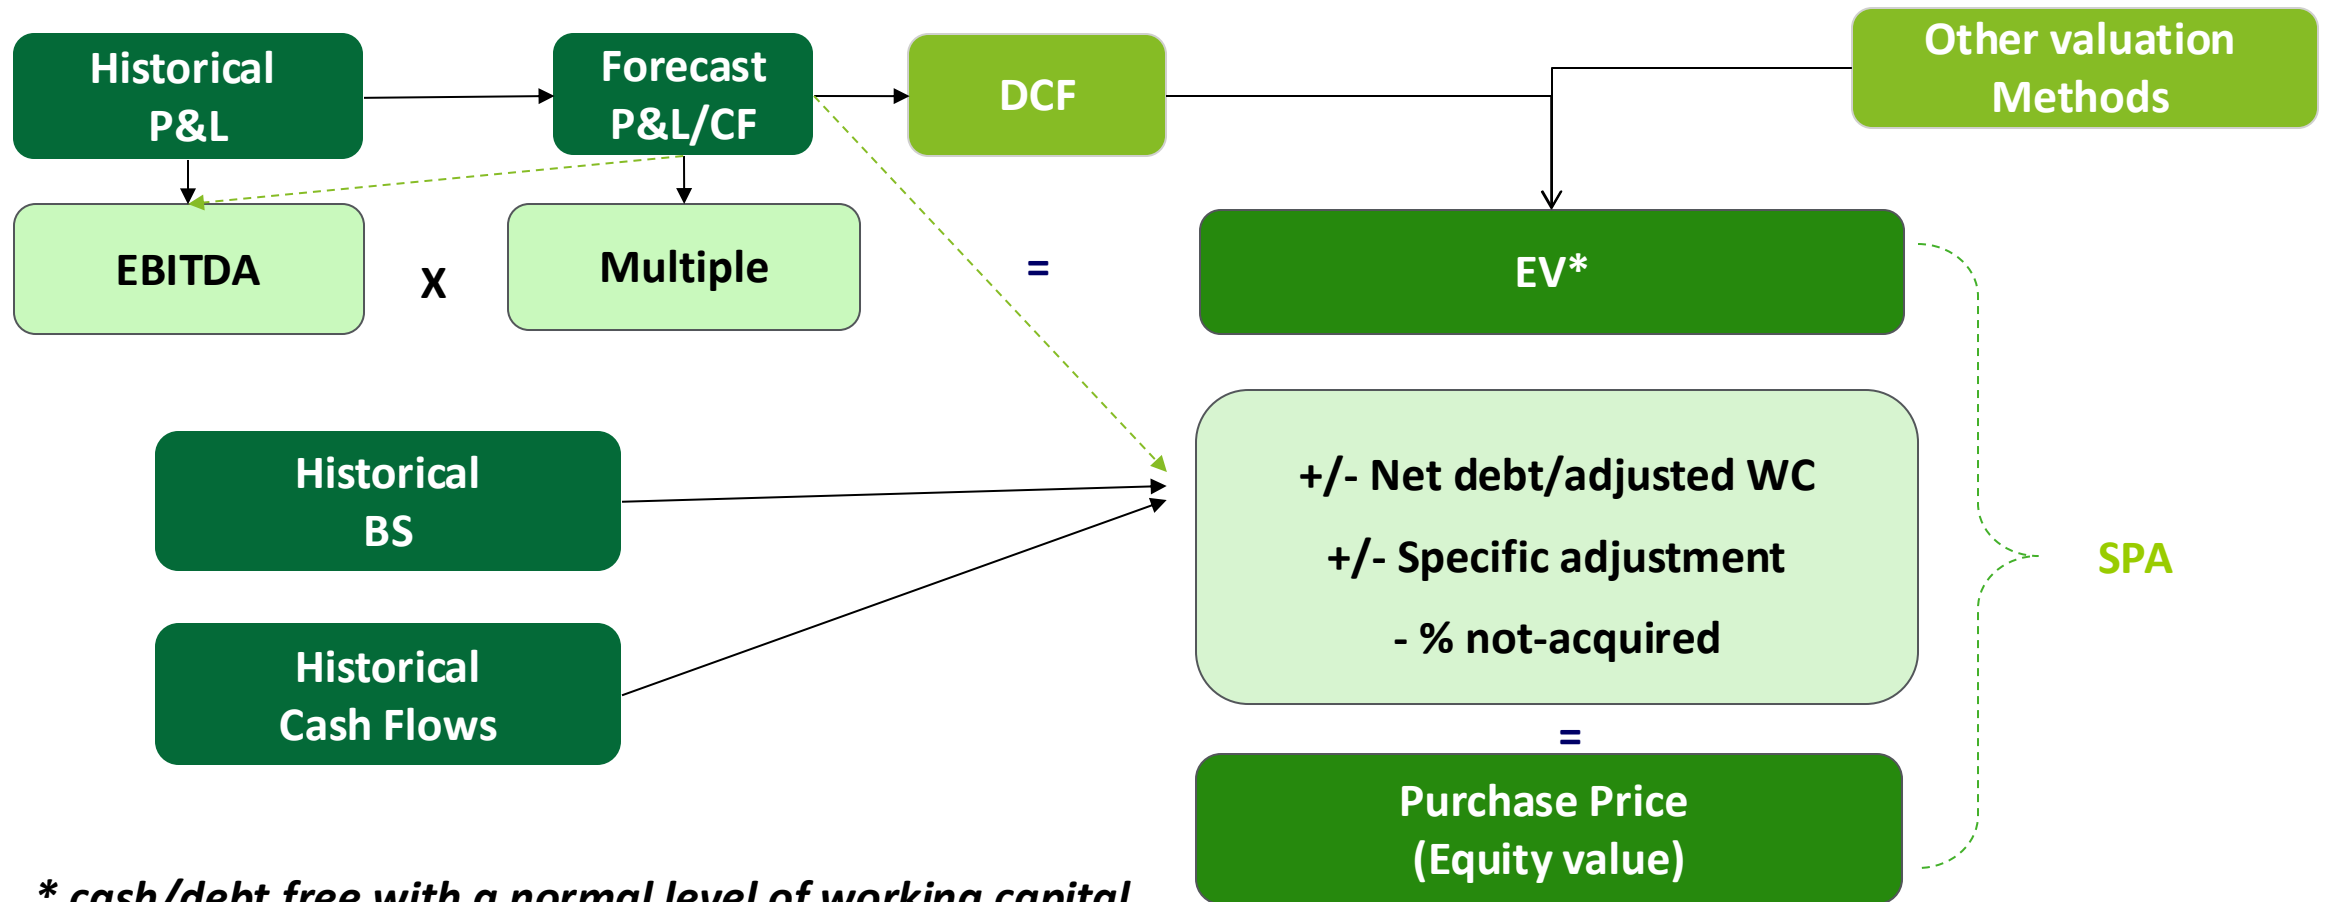 Historical
P&L
Forecast
P&L/CF
DCF
Other valuation
Methods
EBITDA
X
Multiple
=
EV*
Historical
BS
+/- Net debt/adjusted WC
+/- Specific adjustment
- % not-acquired
SPA
Historical
Cash Flows
=
Purchase Price
(Equity value)
* cash/debt free with a normal level of working capital